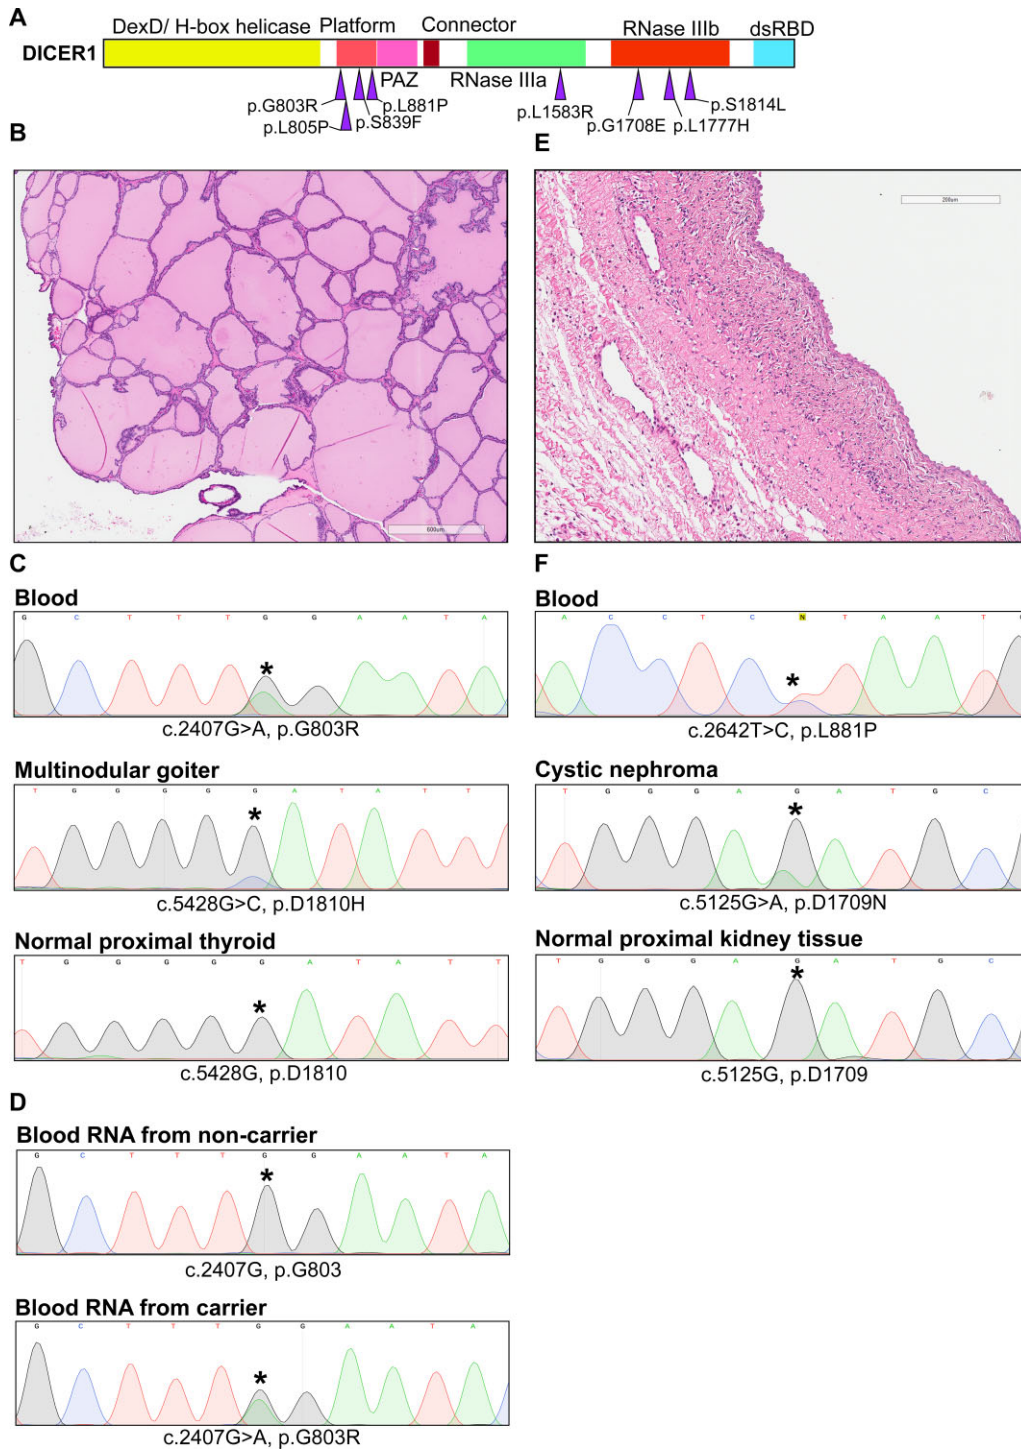 A
DexD/ H-box helicase Platform Connector RNase IIIb dsRBD
DICER1
PAZ RNase IIIa
p.G803R p.L881P p.L1583R p.S1814L
p.L805P p.S839F p.G1708E p.L1777H
B
600um
E
200um
C
Blood
G C T T T G G A A T A
*
c.2407G>A, p.G803R
Multinodular goiter
T G G G G G A T A T T
*
c.5428G>C, p.D1810H
Normal proximal thyroid
T G G G G G A T A T T
*
c.5428G, p.D1810
D
Blood RNA from non-carrier
G C T T T G G A A T A
*
c.2407G, p.G803
Blood RNA from carrier
G C T T T G G A A T A
*
c.2407G>A, p.G803R
F
Blood
A C C T C N T A A T G
*
c.2642T>C, p.L881P
Cystic nephroma
T G G G A G A T G C
*
c.5125G>A, p.D1709N
Normal proximal kidney tissue
T G G G A G A T G C
*
c.5125G, p.D1709